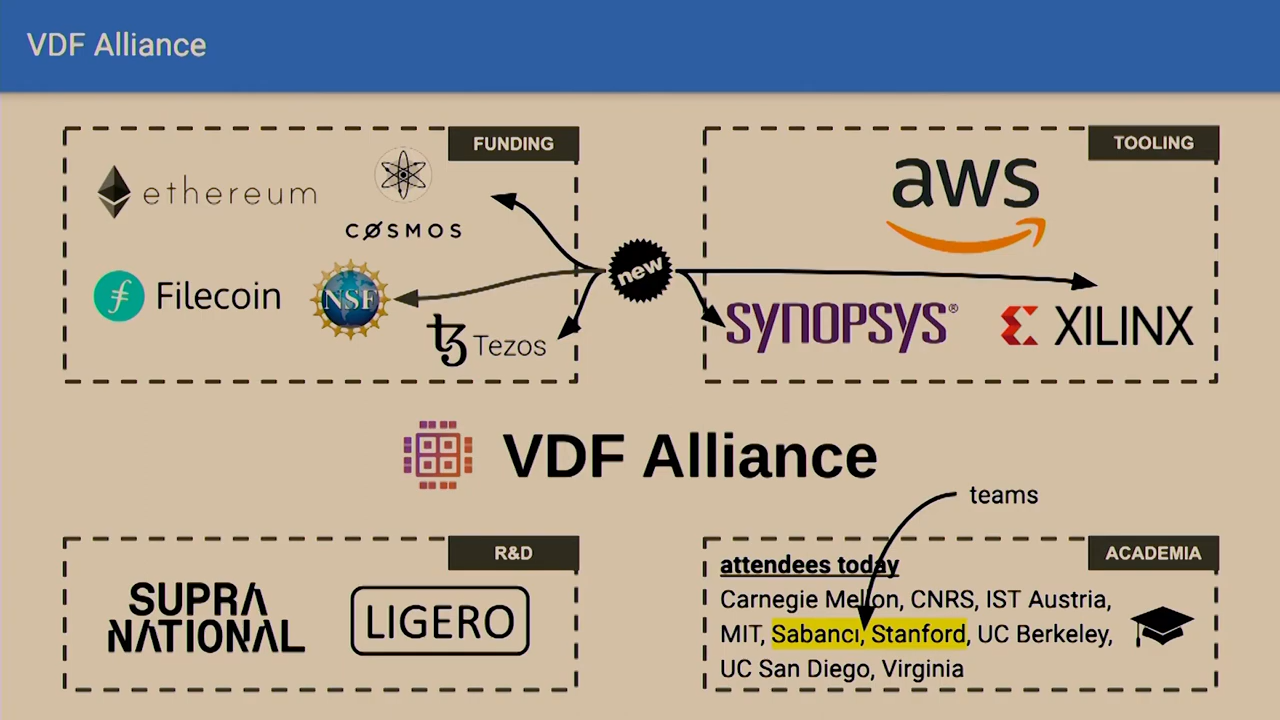 VDF Alliance
FUNDING
ethereum
CØSMOS
Filecoin
NSF
Tezos
new
TOOLING
aws
SYNOPSYS®
XILINX
VDF Alliance
teams
R&D
SUPRA
NATIONAL
LIGERO
ACADEMIA
attendees today
Carnegie Mellon, CNRS, IST Austria,
MIT, Sabancı, Stanford, UC Berkeley,
UC San Diego, Virginia